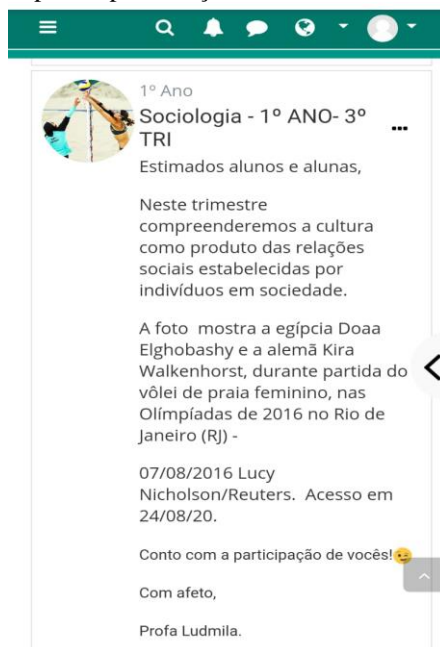 1º Ano
Sociologia - 1º ANO- 3º
TRI
Estimados alunos e alunas,
Neste trimestre
compreenderemos a cultura
como produto das relações
sociais estabelecidas por
indivíduos em sociedade.
A foto mostra a egípcia Doaa
Elghobashy e a alemã Kira
Walkenhorst, durante partida do
vôlei de praia feminino, nas
Olímpíadas de 2016 no Rio de
Janeiro (RJ) -
07/08/2016 Lucy
Nicholson/Reuters. Acesso em
24/08/20.
Conto com a participação de vocês!😉
Com afeto,
Profa Ludmila.